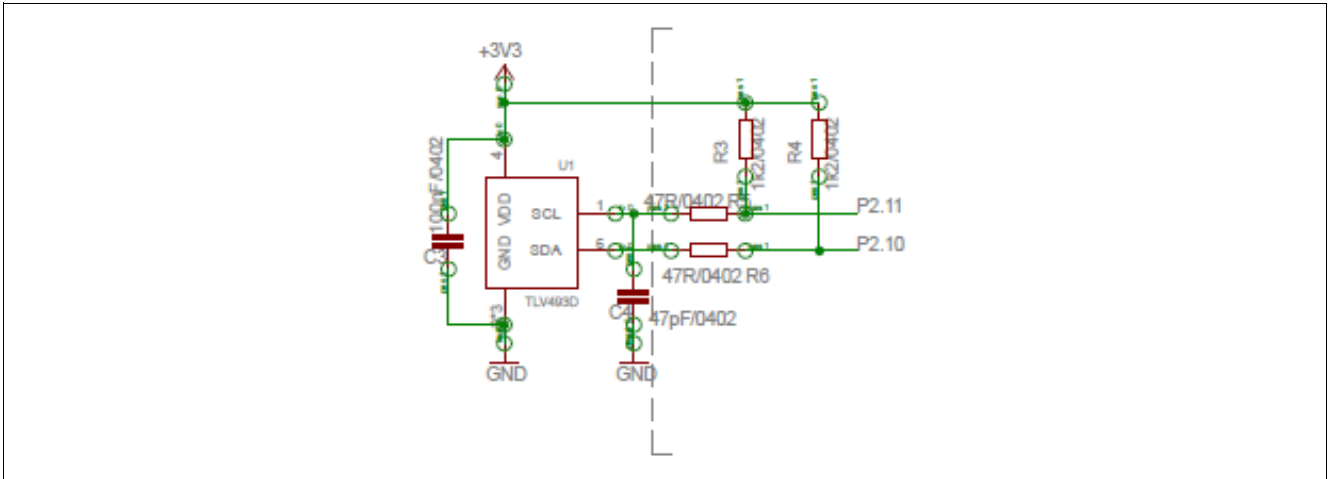 +3V3
100nF/0402
C3
4
U1
VDD
GND
SCL
SDA
1
6
3
TLV493D
GND
R3
1k2/0402
R4
1k2/0402
47R/0402 R5
P2.11
P2.10
47R/0402 R6
C4
47pF/0402
GND